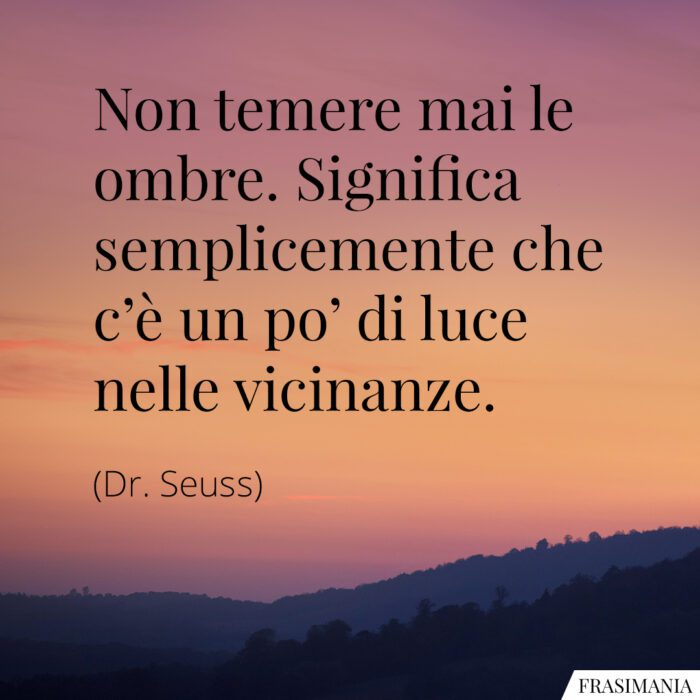 Non temere mai le
ombre. Significa
semplicemente che
c’è un po’ di luce
nelle vicinanze.
(Dr. Seuss)
FRASIMANIA